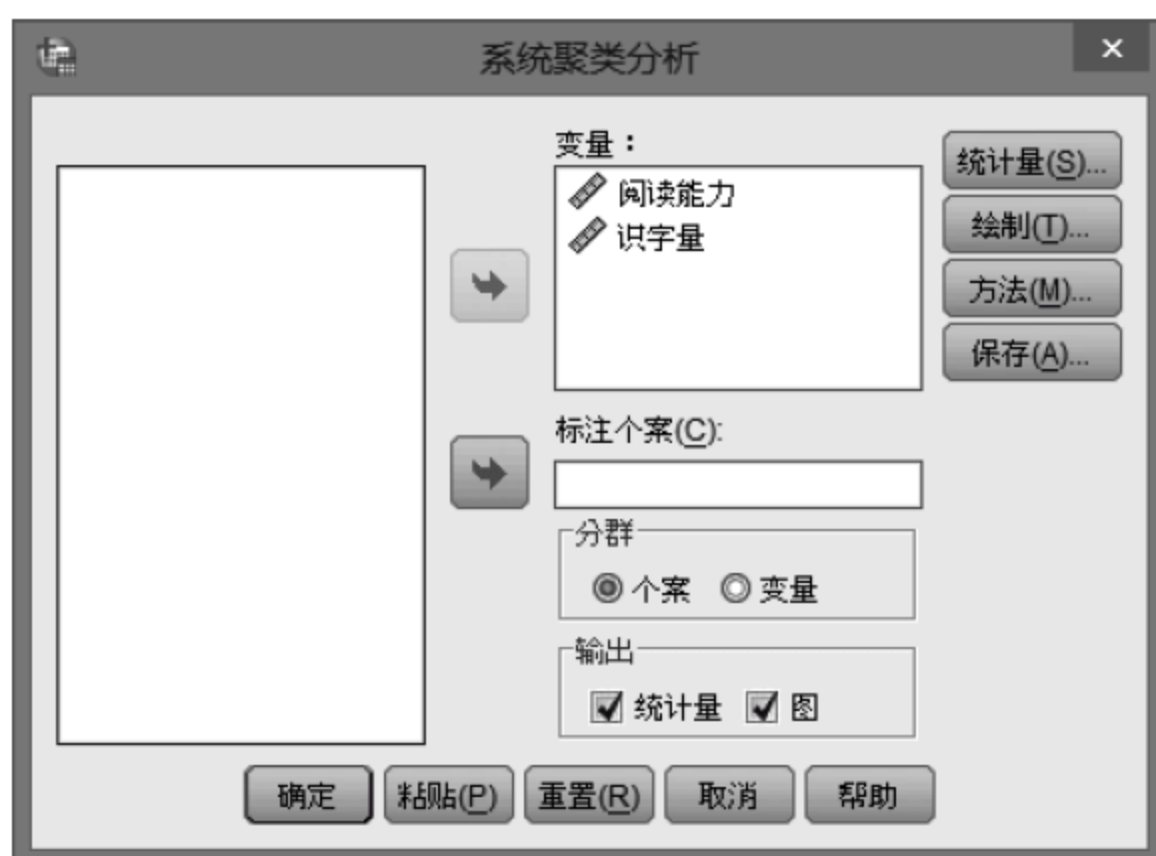 系统聚类分析
变量：
阅读能力
识字量
统计量(S)...
绘制(T)...
方法(M)...
保存(A)...
标注个案(C):
分群
个案 变量
输出
统计量 图
确定 粘贴(P) 重置(R) 取消 帮助